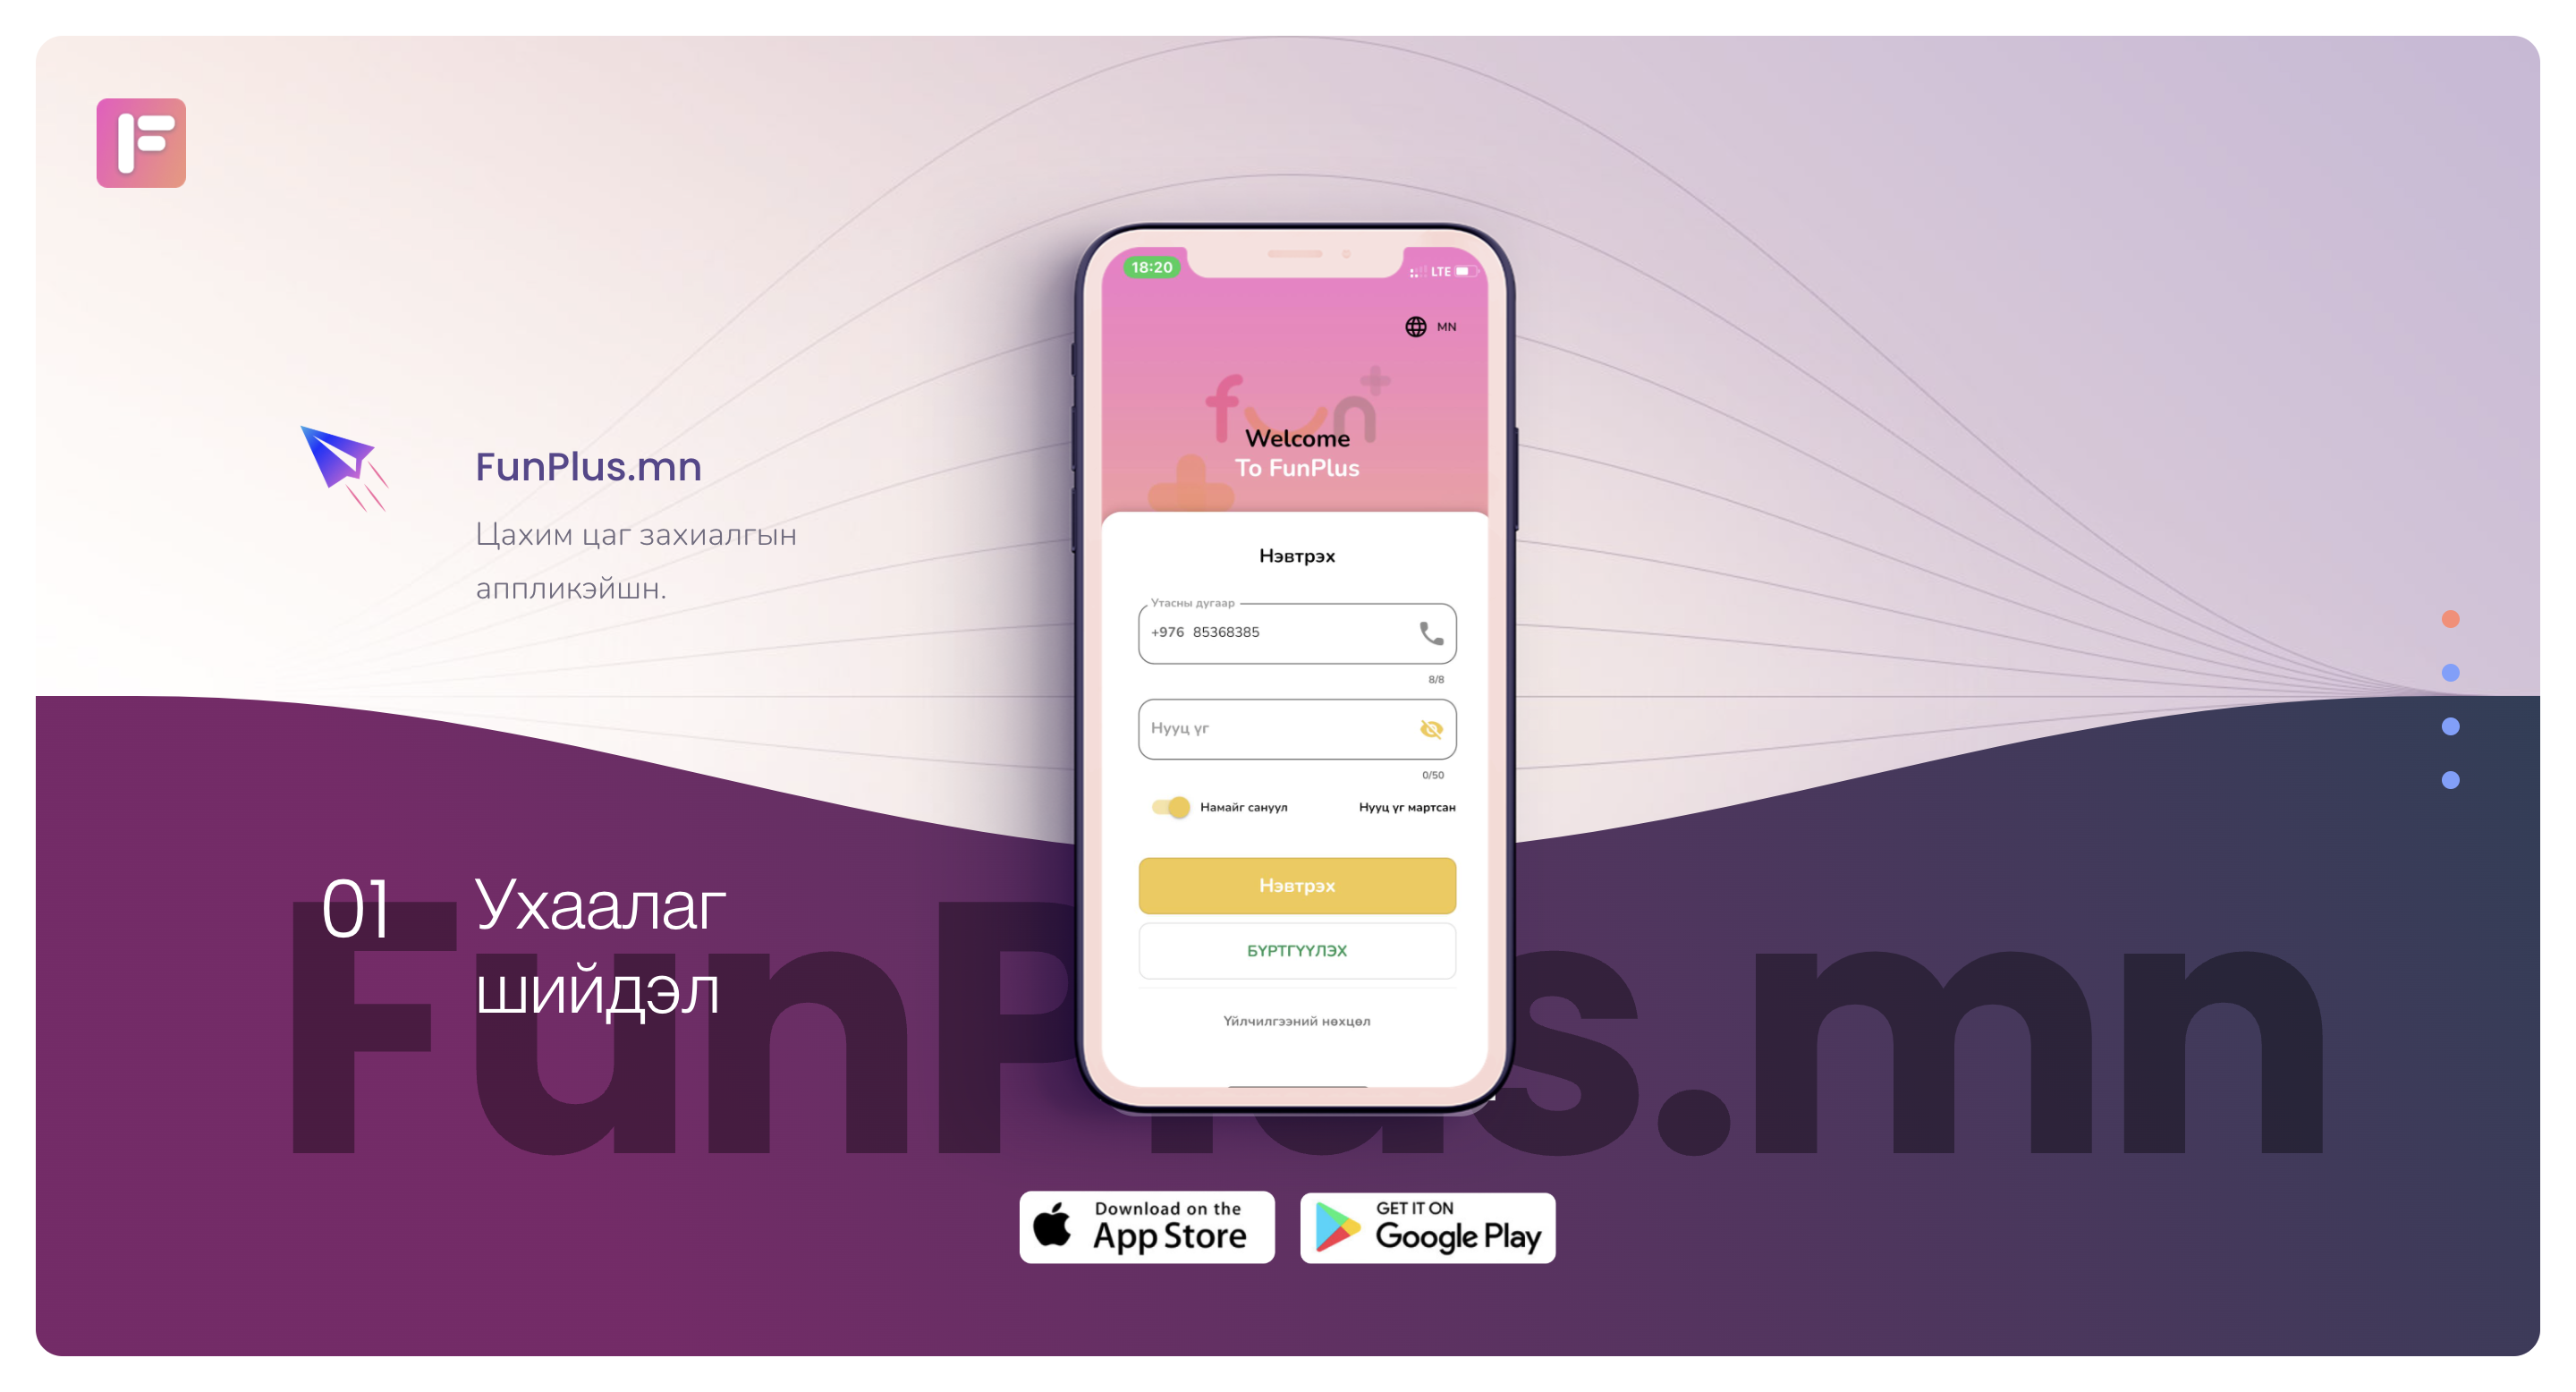 F
FunPlus.mn
Цахим цаг захиалгын
аппликэйшн.
01
Ухаалаг
шийдэл
18:20
LTE
MN
fun+
Welcome
To FunPlus
Нэвтрэх
Утасны дугаар
+976 85368385
8/8
Нууц үг
0/50
Намайг сануул
Нууц үг мартсан
Нэвтрэх
БҮРТГҮҮЛЭХ
Үйлчилгээний нөхцөл
FunPlus.mn
Download on the
App Store
GET IT ON
Google Play